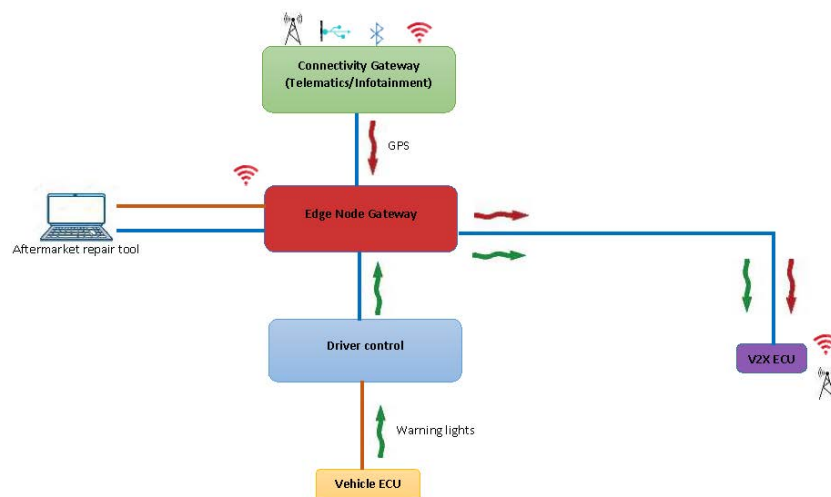 Connectivity Gateway
(Telematics/Infotainment)
GPS
Edge Node Gateway
Aftermarket repair tool
Driver control
V2X ECU
Warning lights
Vehicle ECU